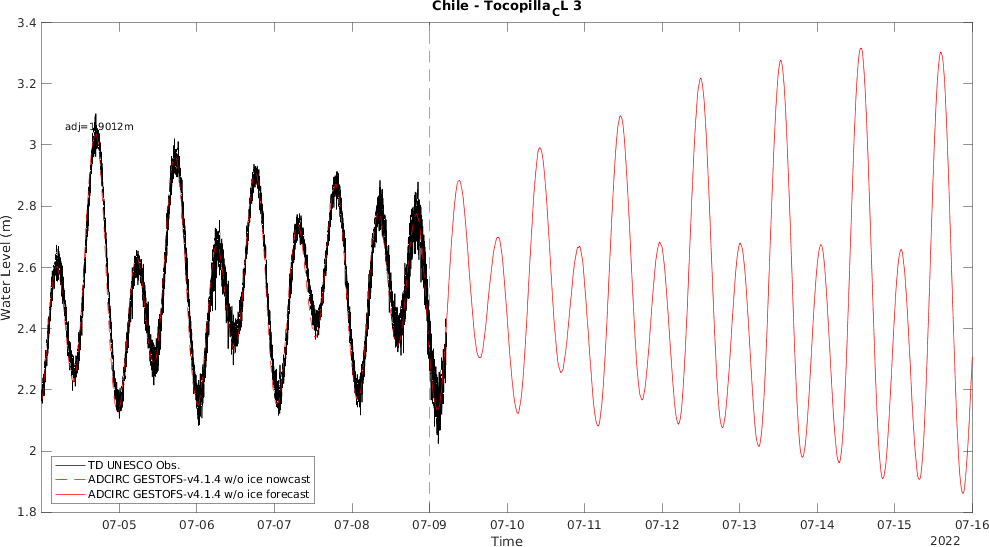 Chile - Tocopilla_CL 3
3.4
3.2
3
2.8
2.6
2.4
2.2
2
1.8
Water Level (m)
adj=1.9012m
TD UNESCO Obs.
ADCIRC GESTOFS-v4.1.4 w/o ice nowcast
ADCIRC GESTOFS-v4.1.4 w/o ice forecast
07-05 07-06 07-07 07-08 07-09 07-10 07-11 07-12 07-13 07-14 07-15 07-16
Time
2022